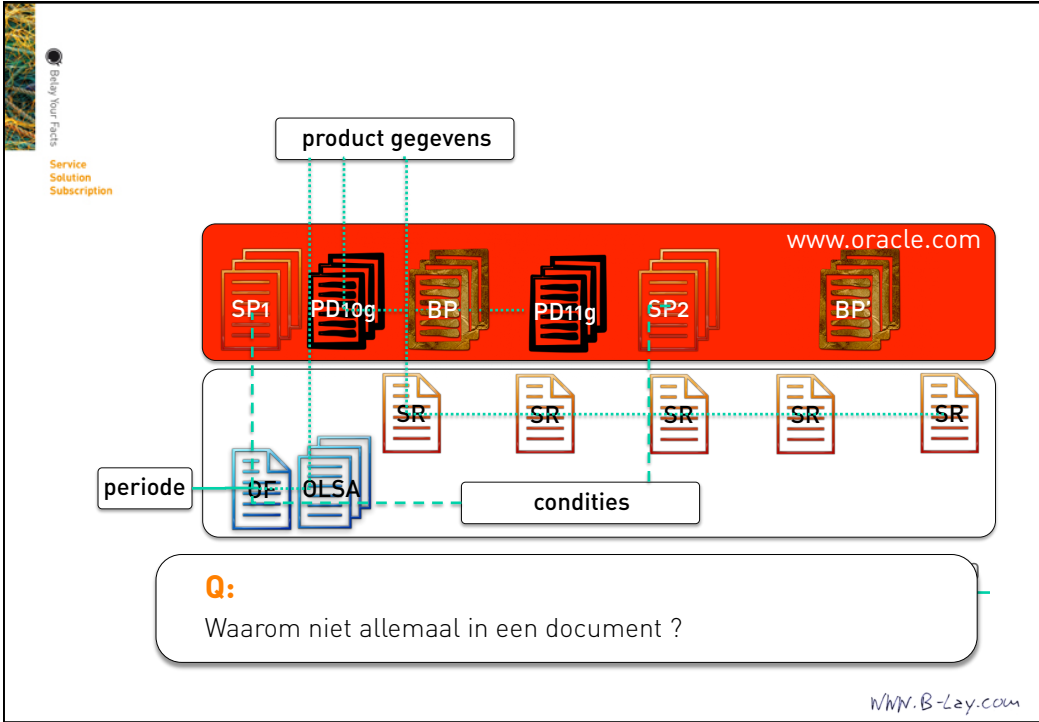 Belay Your Facts
Service
Solution
Subscription
product gegevens
www.oracle.com
SP1 PD10g BP PD11g SP2 BP'
SR SR SR SR SR
periode
OF OLSA
condities
Q:
Waarom niet allemaal in een document ?
WWW.B-Lay.com